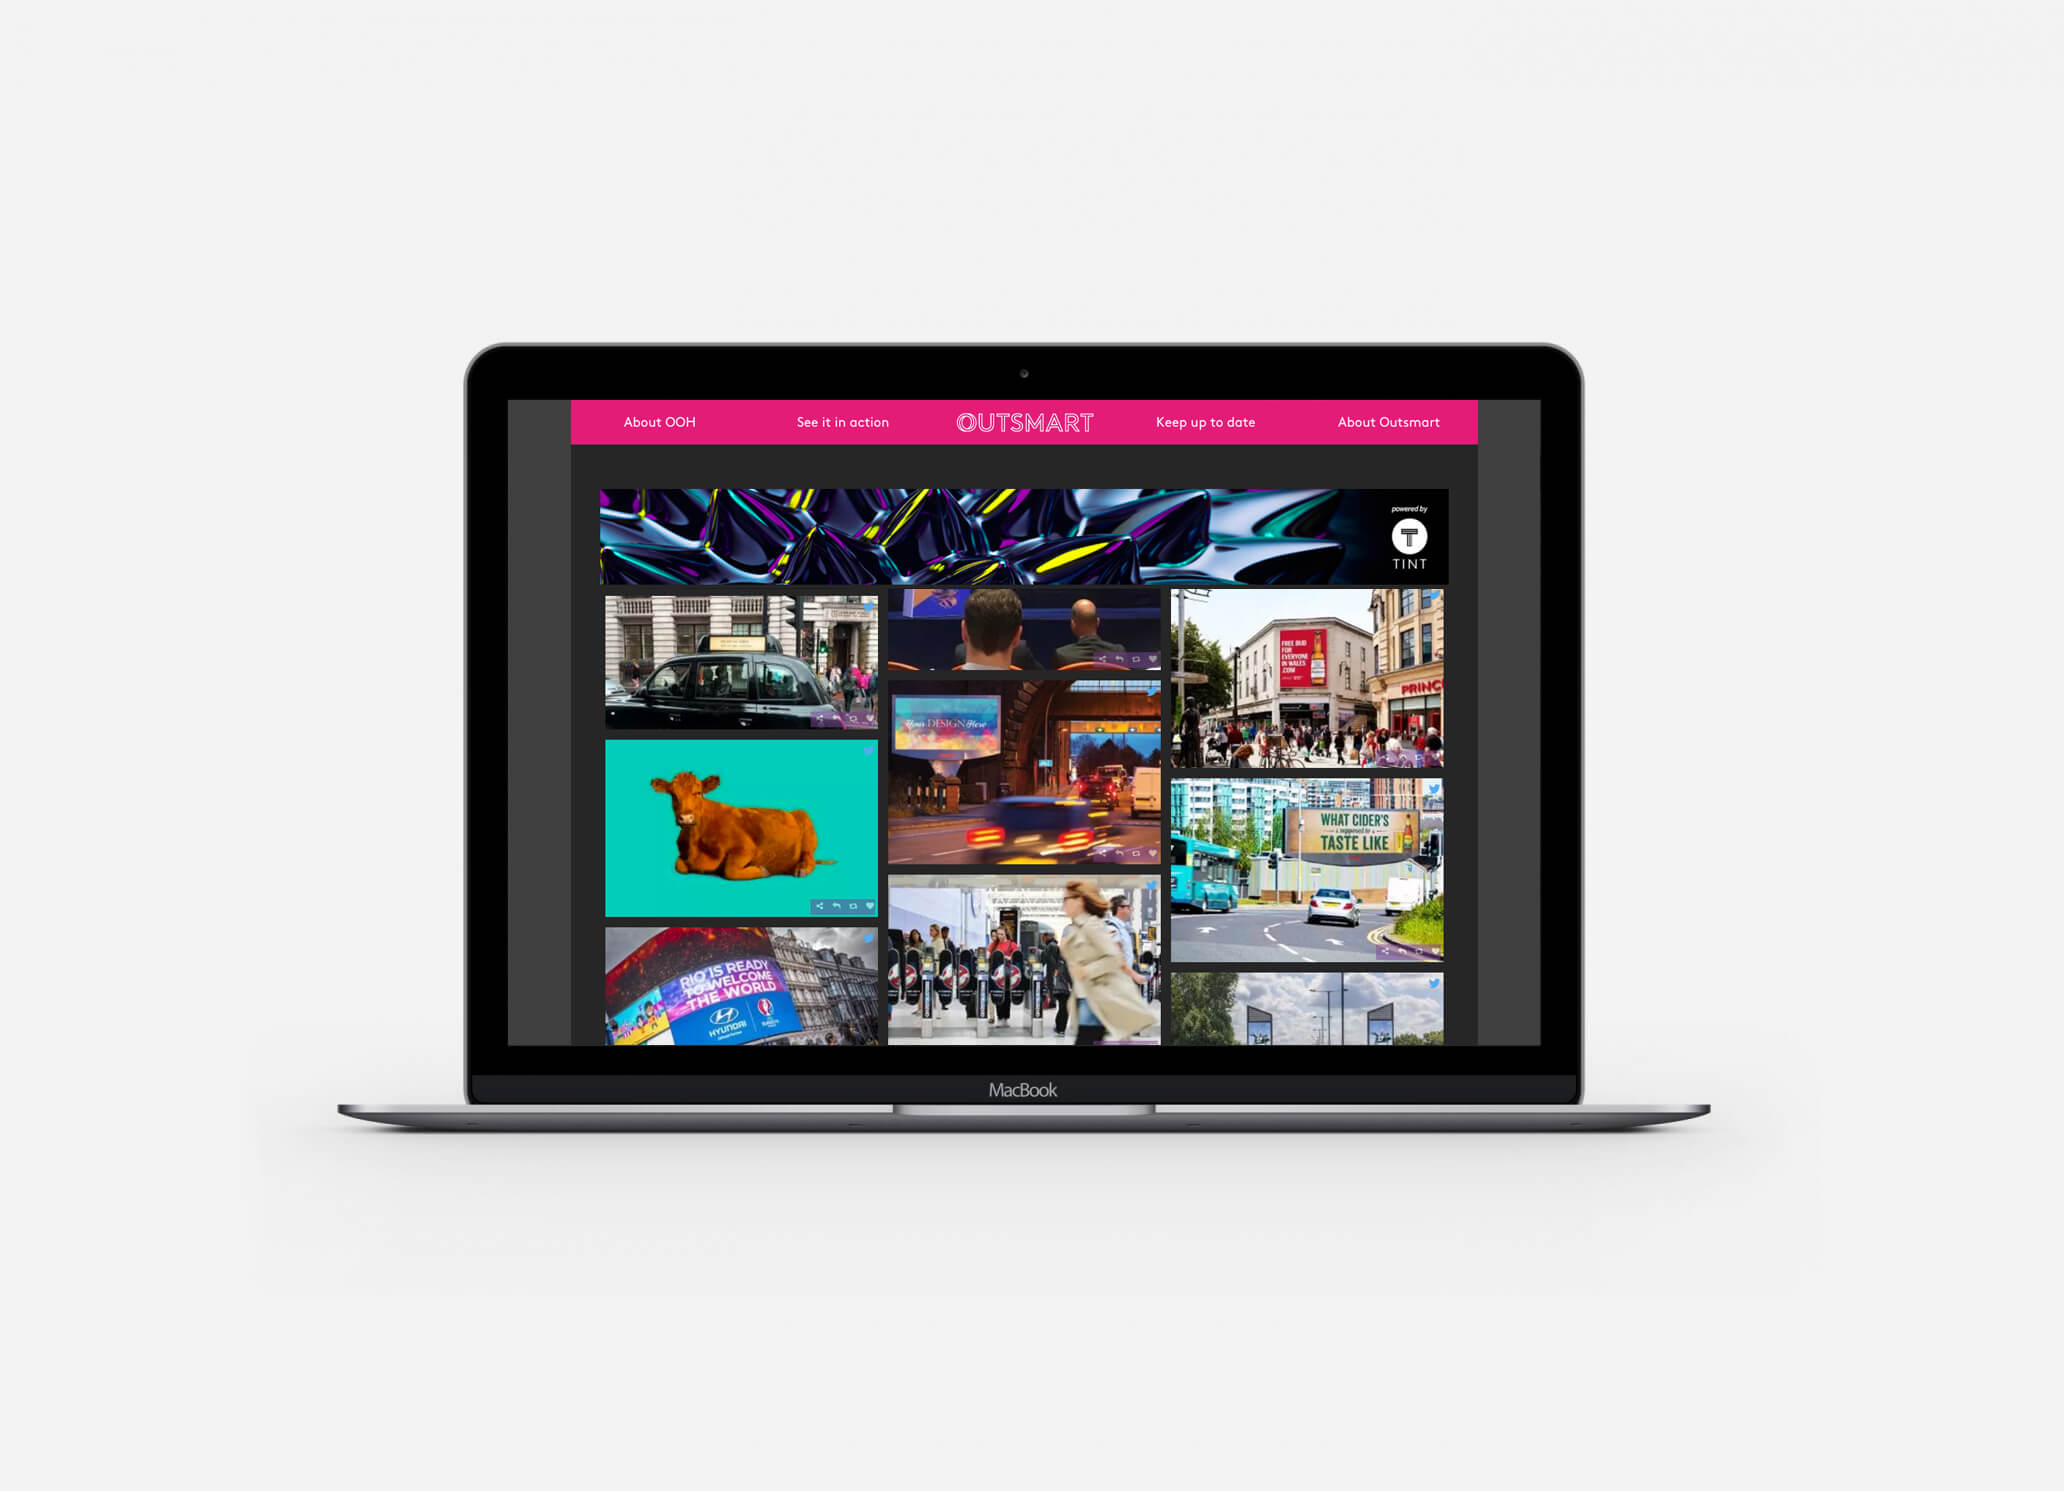 About OOH
See it in action
OUTSMART
Keep up to date
About Outsmart
powered by
T
TINT
FREE BUD
FOR
EVERYONE
IN WALES
.COM
PRINC
Your DESIGN Here
WHAT CIDER'S
is supposed to
TASTE LIKE
RIO IS READY
TO WELCOME
THE WORLD
HYUNDAI
MacBook